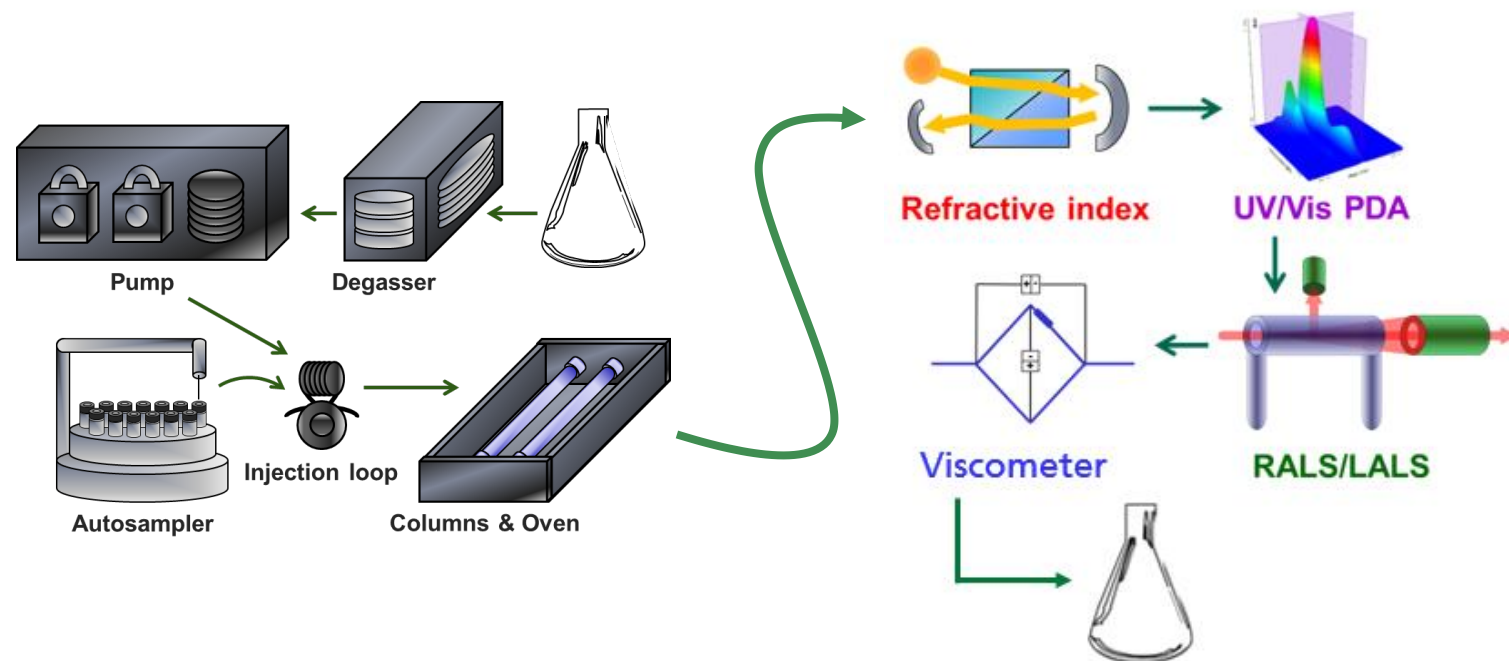 Pump
Degasser
Autosampler
Injection loop
Columns & Oven
Refractive index
UV/Vis PDA
Viscometer
RALS/LALS
+ -
-
+